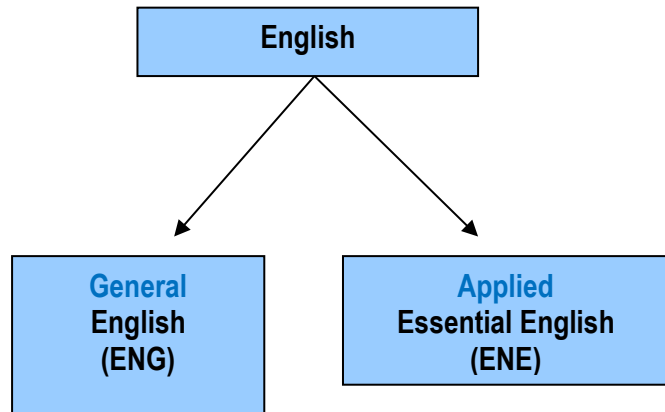 English
General
English
(ENG)
Applied
Essential English
(ENE)